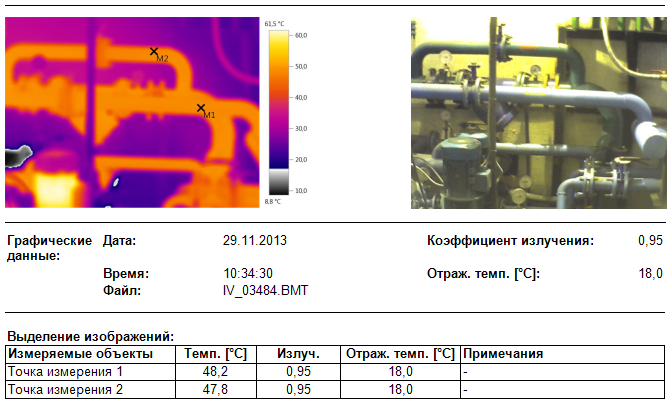 61,5 °C
60,0
50,0
40,0
30,0
20,0
10,0
8,8 °C
M2
M1
Графические данные:
Дата: 29.11.2013 Коэффициент излучения: 0,95
Время: 10:34:30 Отраж. темп. [°C]: 18,0
Файл: IV_03484.BMT
Выделение изображений:
Измеряемые объекты Темп. [°C] Излуч. Отраж. темп. [°C] Примечания
Точка измерения 1 48,2 0,95 18,0 -
Точка измерения 2 47,8 0,95 18,0 -